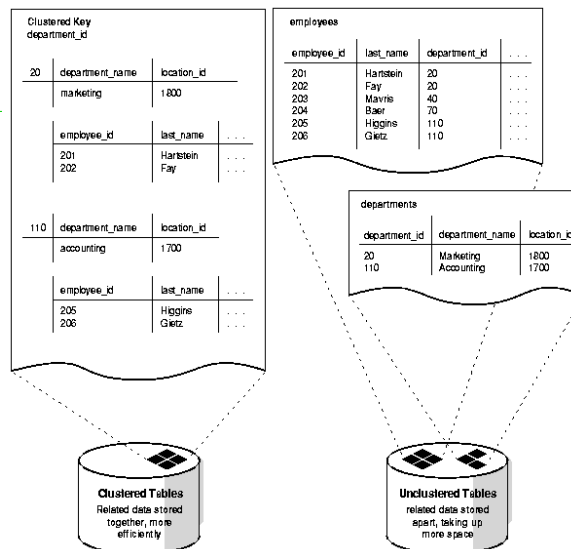 Clustered Key
department_id
20 department_name location_id
marketing 1800
employee_id last_name . . .
201 Hartstein . . .
202 Fay . . .
110 department_name location_id
accounting 1700
employee_id last_name . . .
205 Higgins . . .
206 Gietz . . .
Clustered Tables
Related data stored
together, more
efficiently
employees
employee_id last_name department_id . . .
201 Hartstein 20 . . .
202 Fay 20 . . .
203 Mavris 40 . . .
204 Baer 70 . . .
205 Higgins 110 . . .
206 Gietz 110 . . .
departments
department_id department_name location_id
20 Marketing 1800
110 Accounting 1700
Unclustered Tables
related data stored
apart, taking up
more space